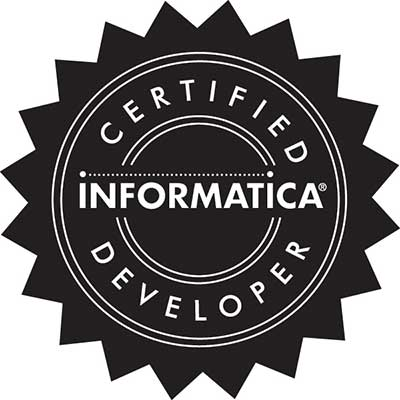 CERTIFIED
INFORMATICA®
DEVELOPER